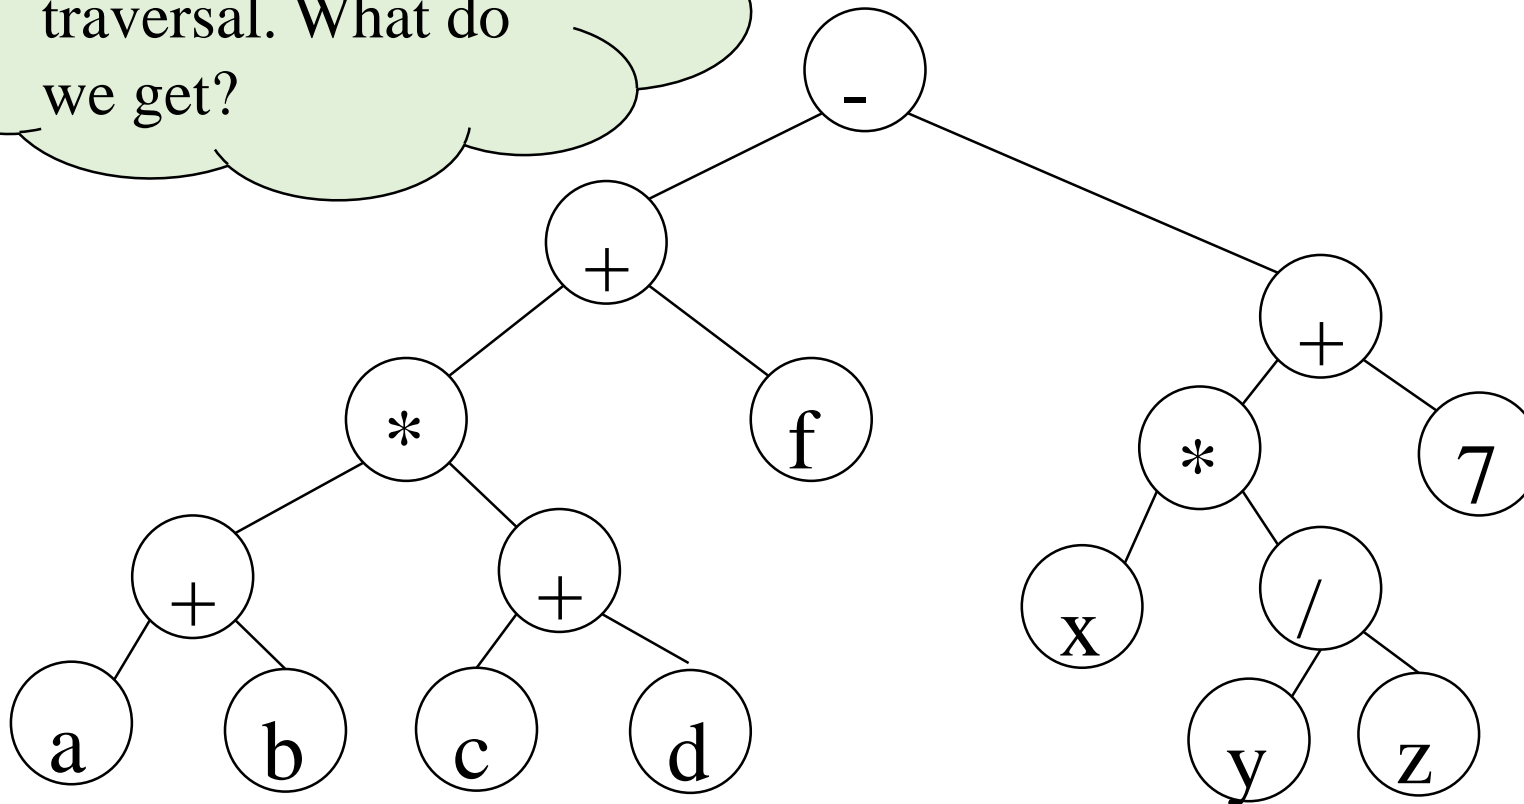 traversal. What do
we get?
-
+
+
*
f
*
7
+
+
x
/
a
b
c
d
y
z